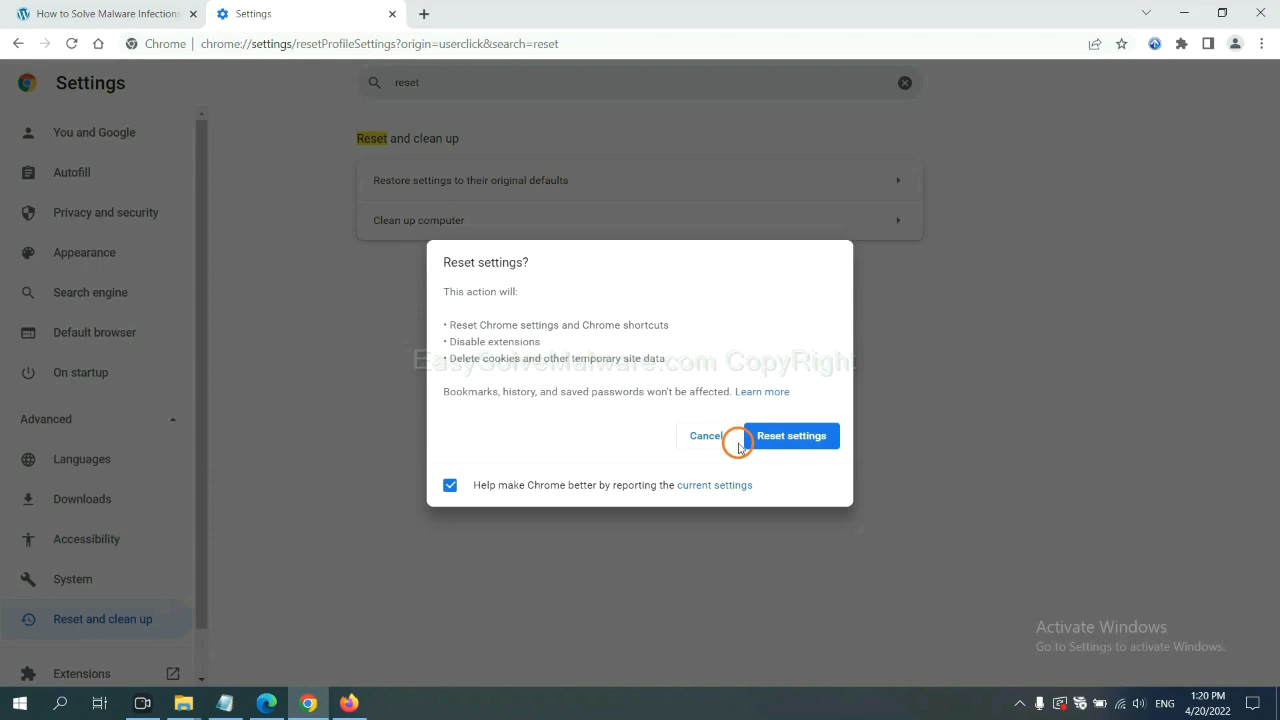 How to Solve Malware Infections
Settings
Chrome
chrome://settings/resetProfileSettings?origin=userclick&search=reset
Settings
reset
You and Google
Autofill
Privacy and security
Appearance
Search engine
Default browser
On startup
Advanced
Languages
Downloads
Accessibility
System
Reset and clean up
Extensions
Reset and clean up
Restore settings to their original defaults
Clean up computer
Reset settings?
This action will:
• Reset Chrome settings and Chrome shortcuts
• Disable extensions
• Delete cookies and other temporary site data
EasySolveMalware.com CopyRight
Bookmarks, history, and saved passwords won't be affected. Learn more
Cancel
Reset settings
Help make Chrome better by reporting the current settings
Activate Windows
Go to Settings to activate Windows.
ENG
1:20 PM
4/20/2022